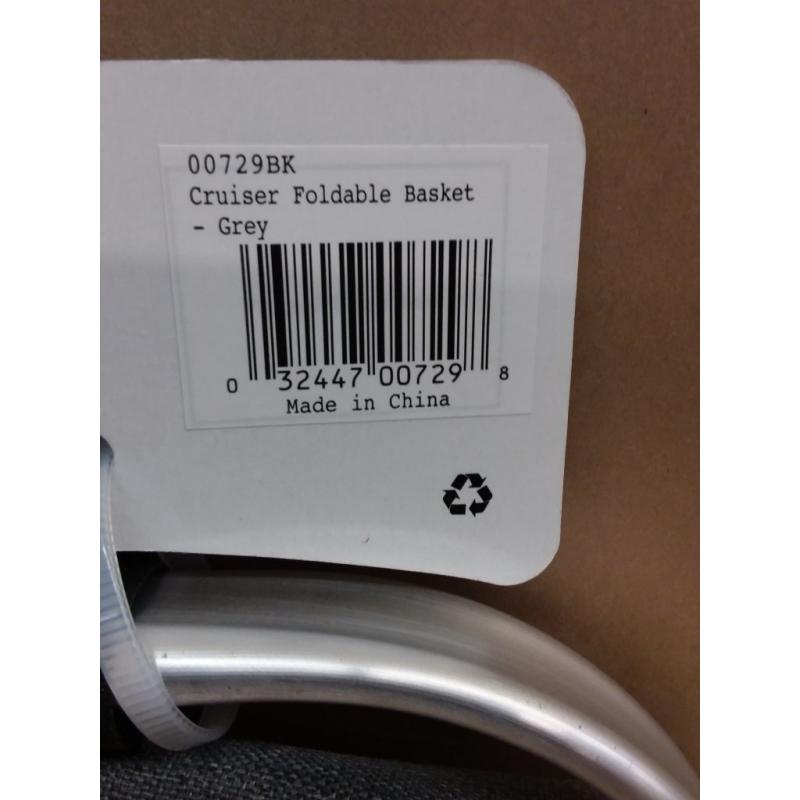 00729BK
Cruiser Foldable Basket
- Grey
0 32447 00729 8
Made in China